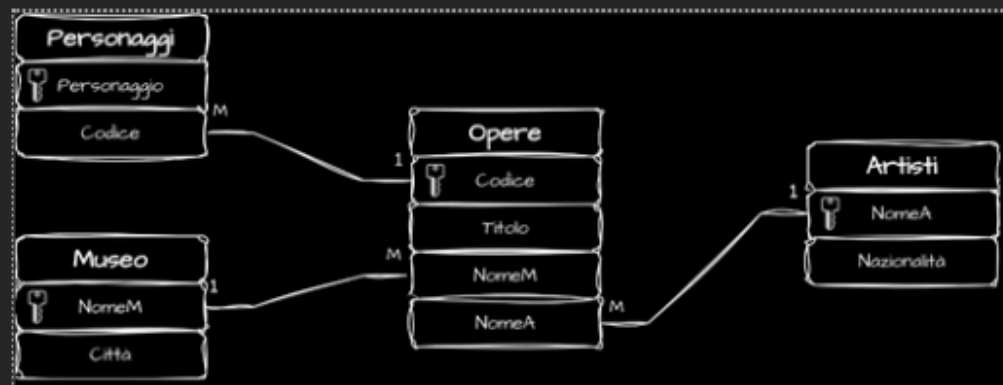 Personaggi
Personaggio
Codice
M
1
Opere
Codice
Titolo
NomeM
NomeA
M
M
Museo
NomeM
Città
1
Artisti
NomeA
Nazionalità
1